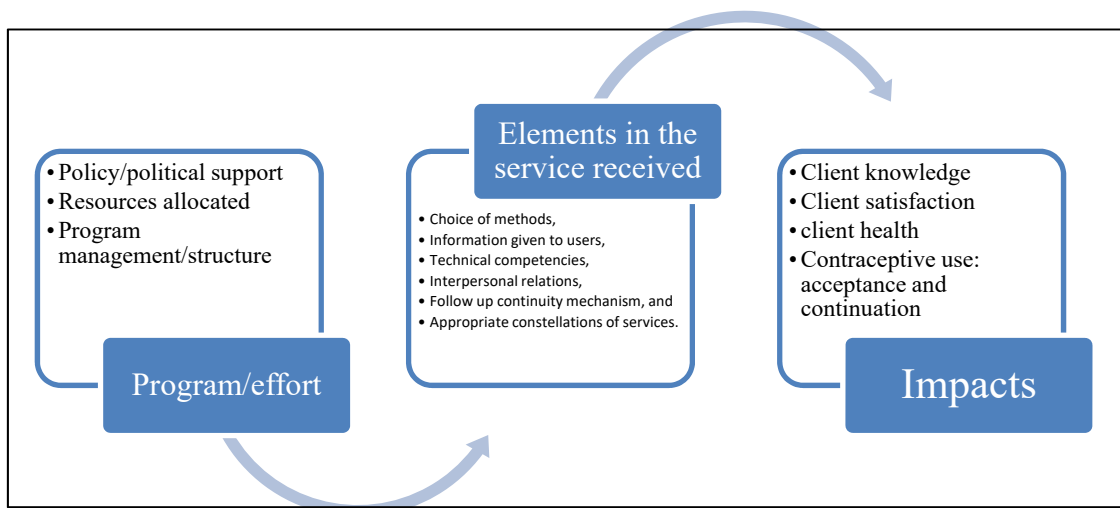 • Policy/political support
• Resources allocated
• Program
management/structure
Program/effort
Elements in the
service received
• Choice of methods,
• Information given to users,
• Technical competencies,
• Interpersonal relations,
• Follow up continuity mechanism, and
• Appropriate constellations of services.
• Client knowledge
• Client satisfaction
• client health
• Contraceptive use:
acceptance and
continuation
Impacts